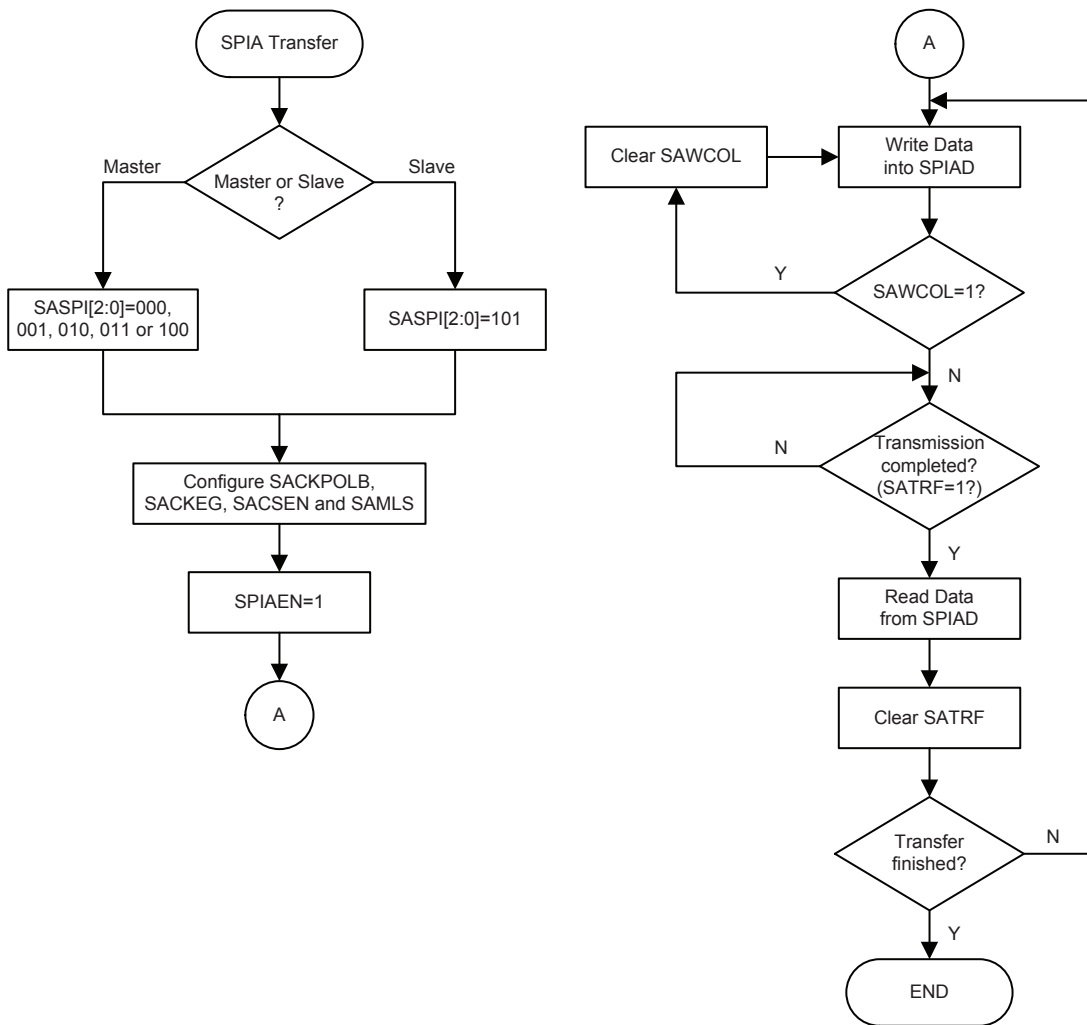 SPIA Transfer
Master
Slave
Master or Slave
?
SASPI[2:0]=000,
001, 010, 011 or 100
SASPI[2:0]=101
Configure SACKPOLB,
SACKEG, SACSEN and SAMLS
SPIAEN=1
A
A
Clear SAWCOL
Write Data
into SPIAD
Y
SAWCOL=1?
N
N
Transmission
completed?
(SATRF=1?)
Y
Read Data
from SPIAD
Clear SATRF
Transfer
finished?
N
Y
END